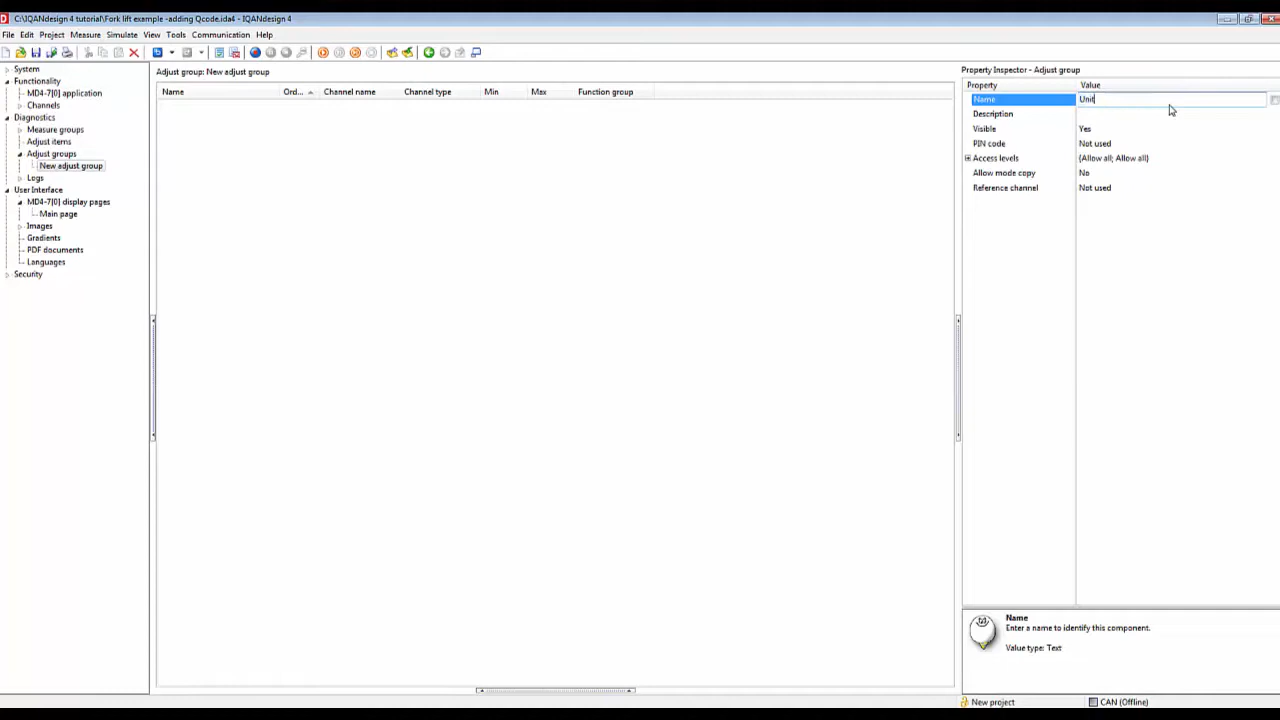 C:\IQANdesign 4 tutorial\Fork lift example -adding Qcode.ida4 - IQANdesign 4
File Edit Project Measure Simulate View Tools Communication Help
System
Functionality
MD4-7[0] application
Channels
Diagnostics
Measure groups
Adjust items
Adjust groups
New adjust group
Logs
User Interface
MD4-7[0] display pages
Main page
Images
Gradients
PDF documents
Languages
Security
Adjust group: New adjust group
Name Ord... Channel name Channel type Min Max Function group
Property Inspector - Adjust group
Property Value
Name Unit
Description
Visible Yes
PIN code Not used
Access levels (Allow all; Allow all)
Allow mode copy No
Reference channel Not used
Name
Enter a name to identify this component.
Value type: Text
New project CAN (Offline)